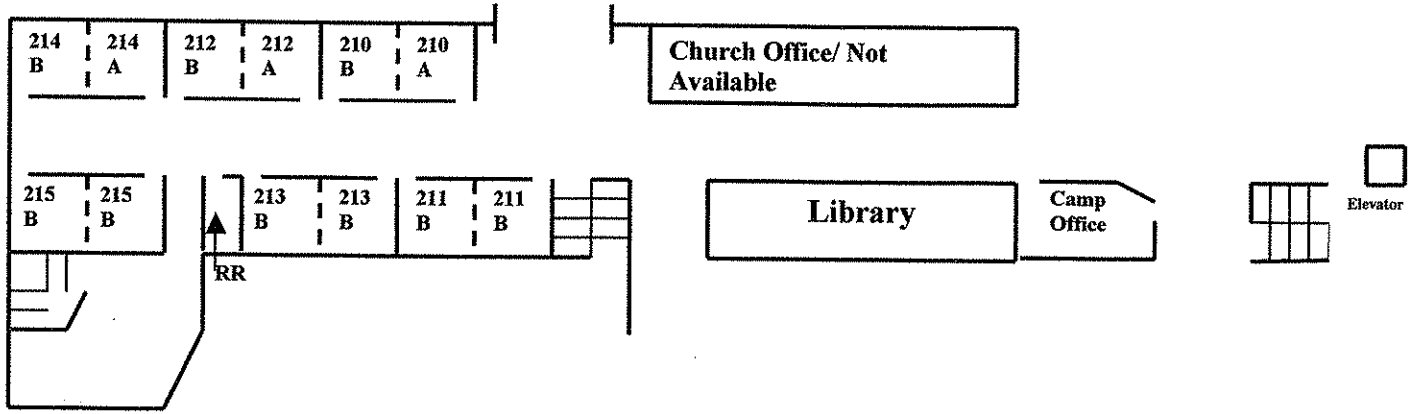 214 214 212 212 210 210
B A B A B A
Church Office/ Not
Available
215 215 213 213 211 211
B B B B B B
Library
Camp
Office
Elevator
RR